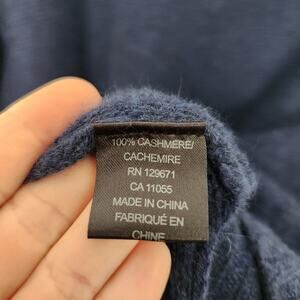 100% CASHMERE/
CACHEMIRE
RN 129671
CA 11055
MADE IN CHINA
FABRIQUÉ EN
CHINE